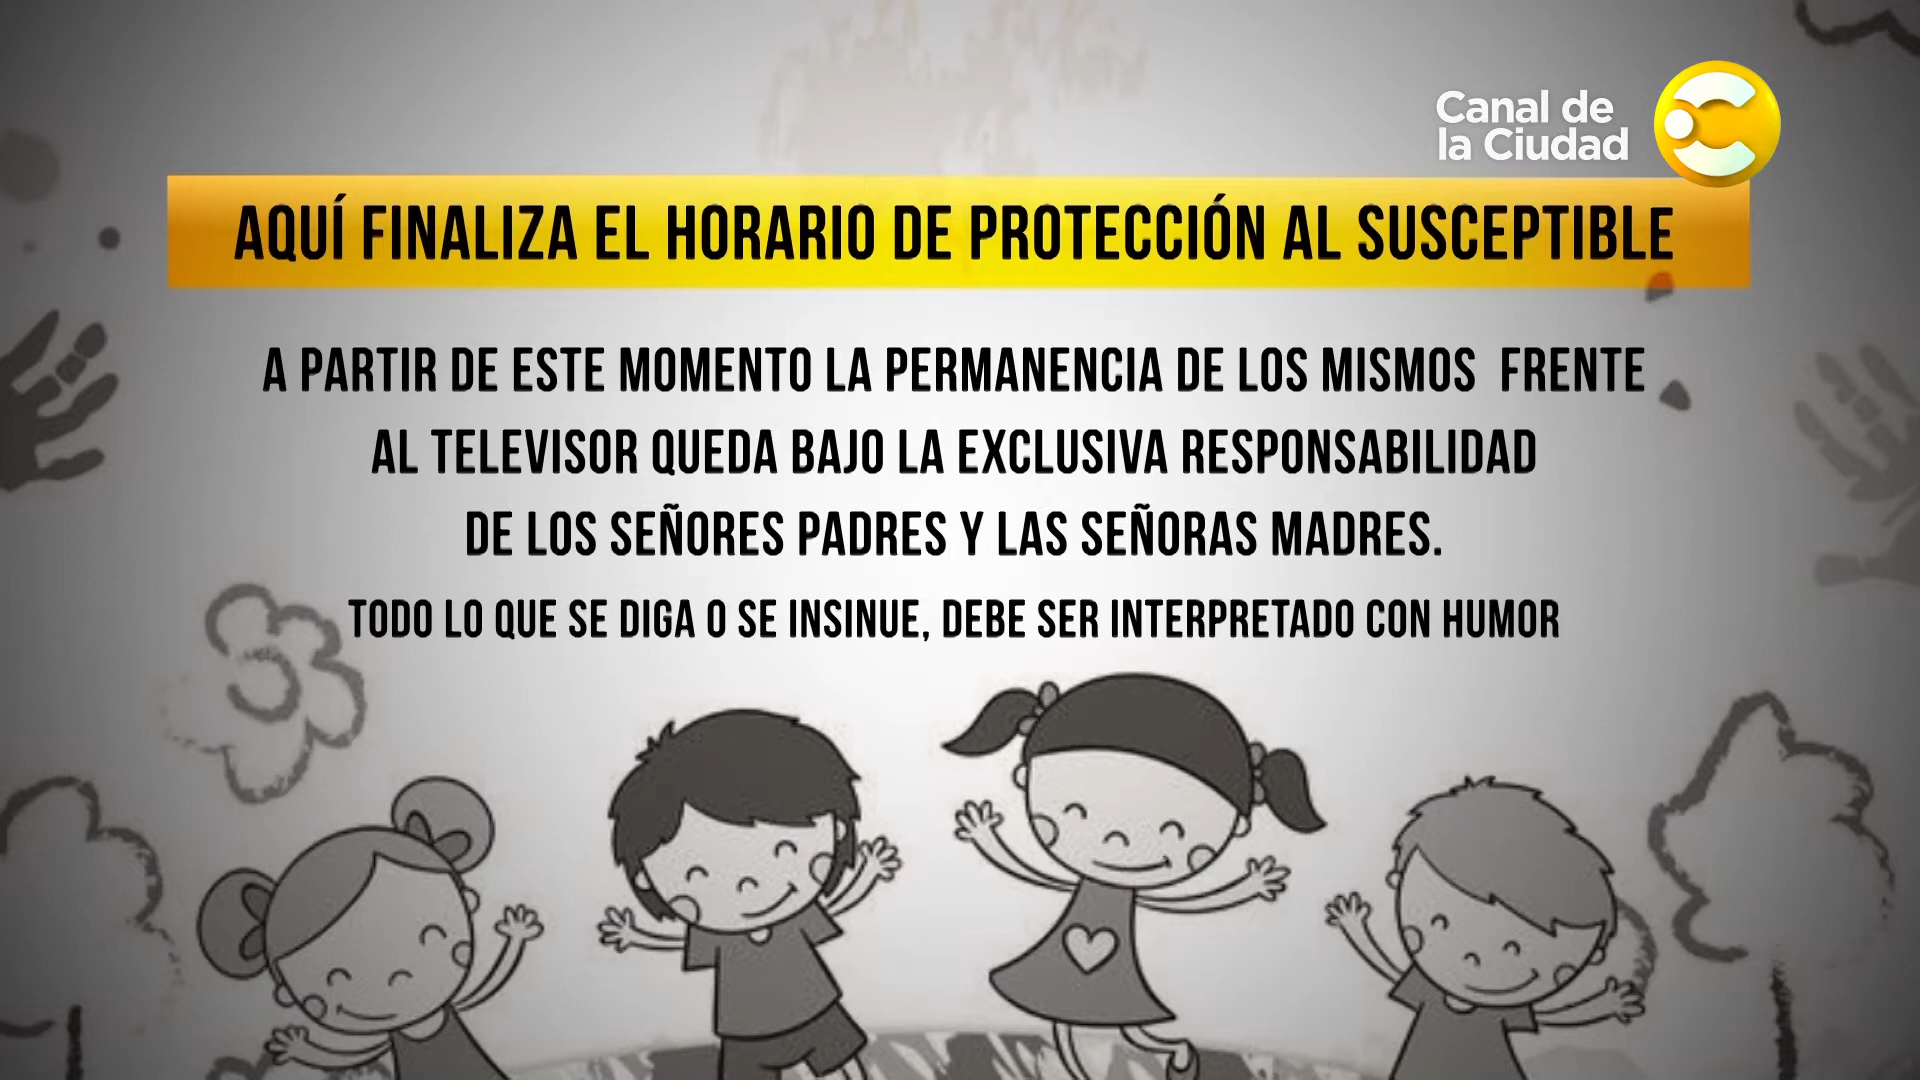 Canal de
la Ciudad
AQUÍ FINALIZA EL HORARIO DE PROTECCIÓN AL SUSCEPTIBLE
A PARTIR DE ESTE MOMENTO LA PERMANENCIA DE LOS MISMOS FRENTE
AL TELEVISOR QUEDA BAJO LA EXCLUSIVA RESPONSABILIDAD
DE LOS SEÑORES PADRES Y LAS SEÑORAS MADRES.
TODO LO QUE SE DIGA O SE INSINUE, DEBE SER INTERPRETADO CON HUMOR